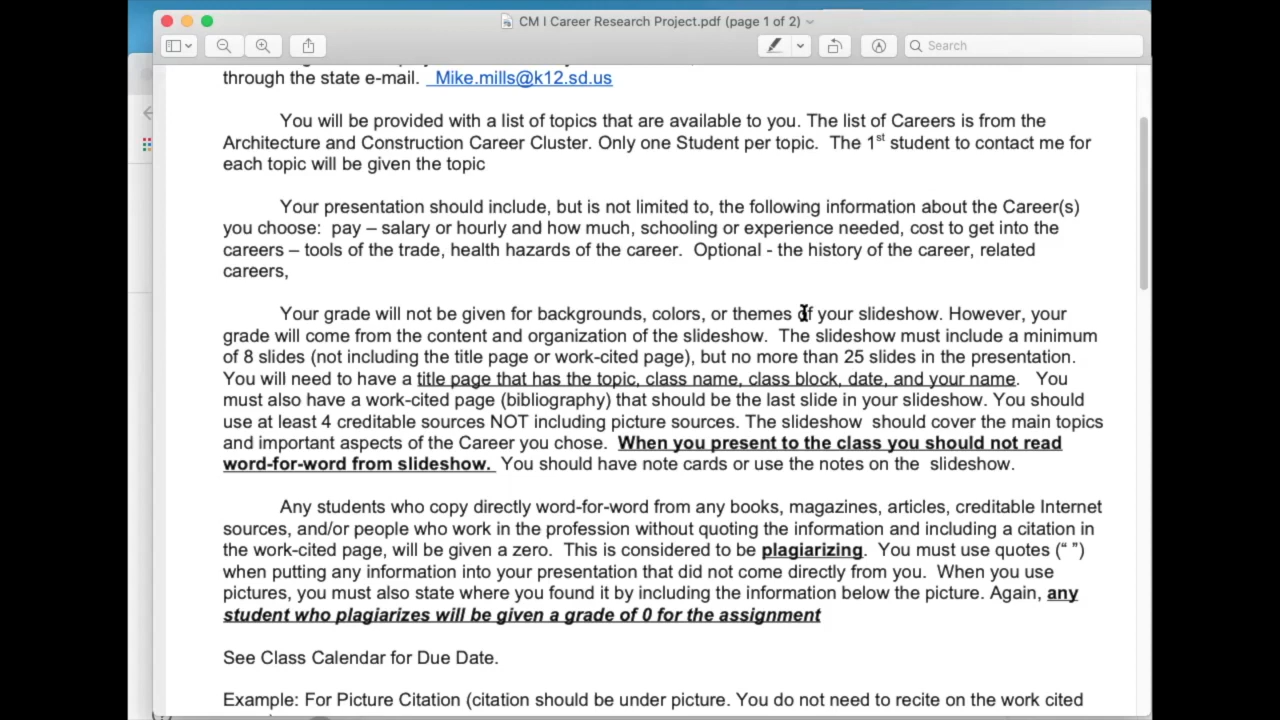 CM I Career Research Project.pdf (page 1 of 2)
Search
through the state e-mail. Mike.mills@k12.sd.us
You will be provided with a list of topics that are available to you. The list of Careers is from the
Architecture and Construction Career Cluster. Only one Student per topic. The 1st student to contact me for
each topic will be given the topic
Your presentation should include, but is not limited to, the following information about the Career(s)
you choose: pay – salary or hourly and how much, schooling or experience needed, cost to get into the
careers – tools of the trade, health hazards of the career. Optional - the history of the career, related
careers,
Your grade will not be given for backgrounds, colors, or themes of your slideshow. However, your
grade will come from the content and organization of the slideshow. The slideshow must include a minimum
of 8 slides (not including the title page or work-cited page), but no more than 25 slides in the presentation.
You will need to have a title page that has the topic, class name, class block, date, and your name. You
must also have a work-cited page (bibliography) that should be the last slide in your slideshow. You should
use at least 4 creditable sources NOT including picture sources. The slideshow should cover the main topics
and important aspects of the Career you chose. When you present to the class you should not read
word-for-word from slideshow. You should have note cards or use the notes on the slideshow.
Any students who copy directly word-for-word from any books, magazines, articles, creditable Internet
sources, and/or people who work in the profession without quoting the information and including a citation in
the work-cited page, will be given a zero. This is considered to be plagiarizing. You must use quotes (“ ”)
when putting any information into your presentation that did not come directly from you. When you use
pictures, you must also state where you found it by including the information below the picture. Again, any
student who plagiarizes will be given a grade of 0 for the assignment
See Class Calendar for Due Date.
Example: For Picture Citation (citation should be under picture. You do not need to recite on the work cited